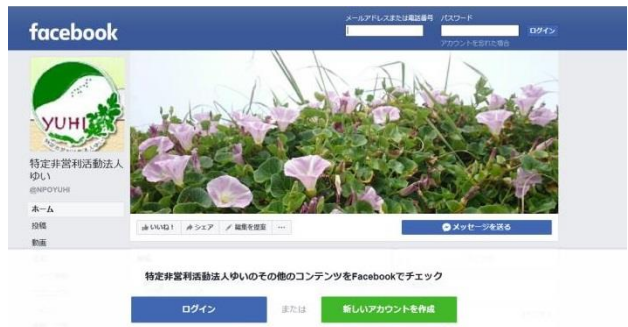 facebook
メールアドレスまたは電話番号
パスワード
ログイン
アカウントを忘れた場合
YUHI
特定非営利活動法人
ゆい
@NPOYUHI
ホーム
投稿
動画
いいね！
シェア
編集を提案
…
メッセージを送る
特定非営利活動法人ゆいのその他のコンテンツをFacebookでチェック
ログイン
または
新しいアカウントを作成